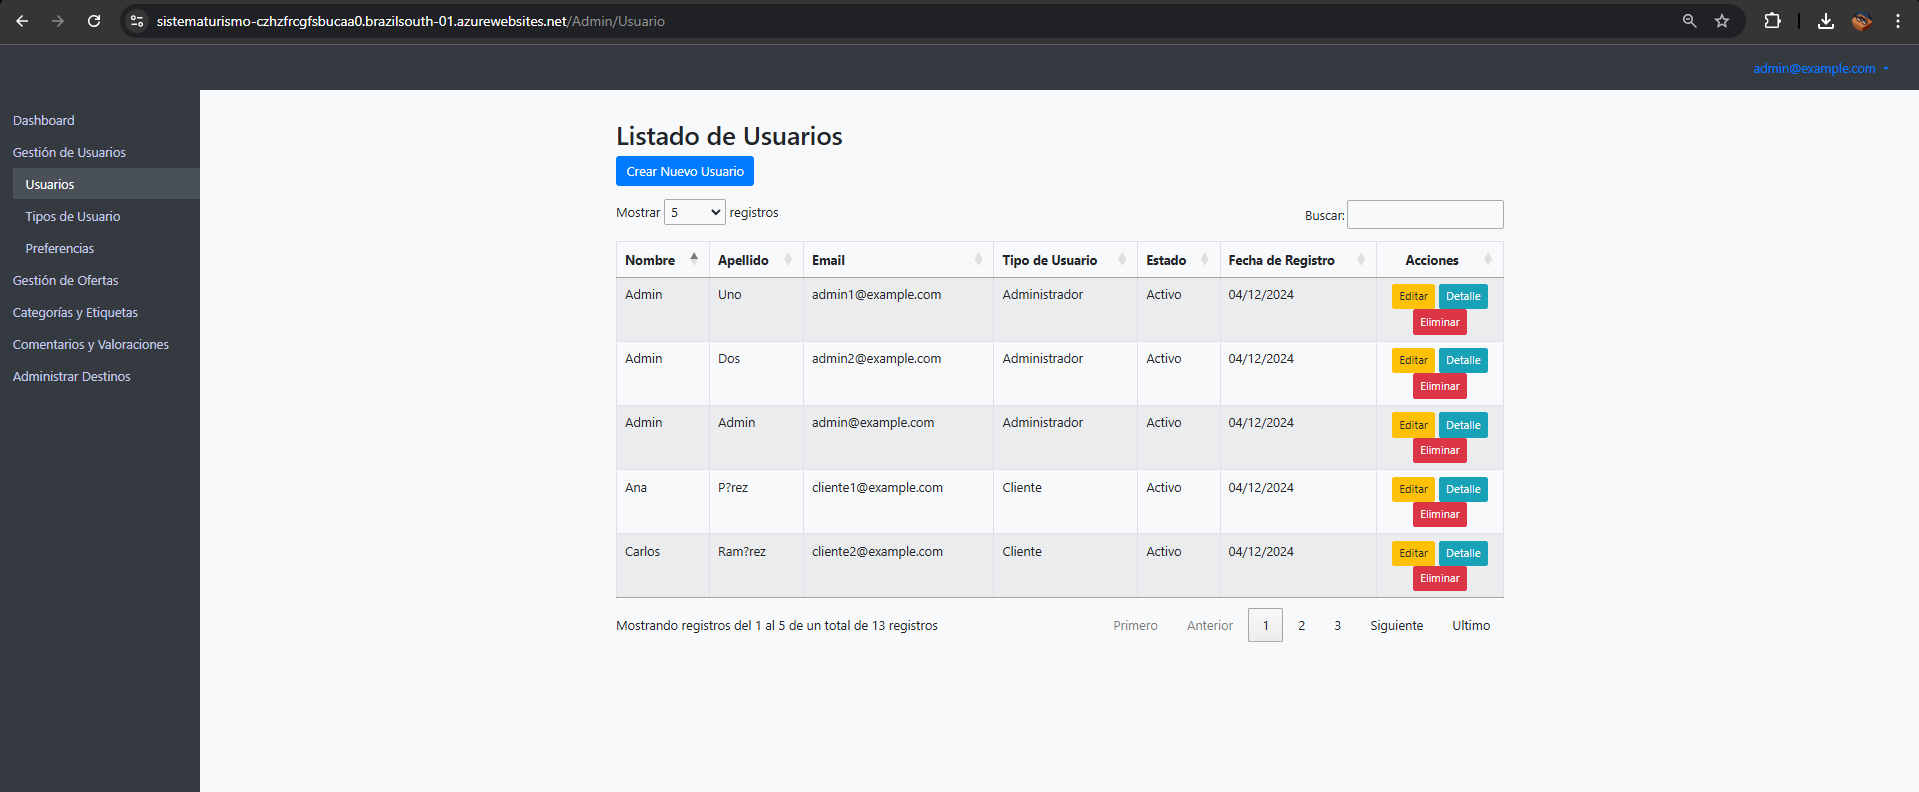 sistematurismo-czhzfrcgfsbucaa0.brazilsouth-01.azurewebsites.net/Admin/Usuario
admin@example.com
Dashboard
Gestión de Usuarios
Usuarios
Tipos de Usuario
Preferencias
Gestión de Ofertas
Categorías y Etiquetas
Comentarios y Valoraciones
Administrar Destinos
Listado de Usuarios
Crear Nuevo Usuario
Mostrar 5 registros
Buscar:
Nombre Apellido Email Tipo de Usuario Estado Fecha de Registro Acciones
Admin Uno admin1@example.com Administrador Activo 04/12/2024 Editar Detalle
Eliminar
Admin Dos admin2@example.com Administrador Activo 04/12/2024 Editar Detalle
Eliminar
Admin Admin admin@example.com Administrador Activo 04/12/2024 Editar Detalle
Eliminar
Ana P?rez cliente1@example.com Cliente Activo 04/12/2024 Editar Detalle
Eliminar
Carlos Ram?rez cliente2@example.com Cliente Activo 04/12/2024 Editar Detalle
Eliminar
Mostrando registros del 1 al 5 de un total de 13 registros
Primero Anterior 1 2 3 Siguiente Ultimo